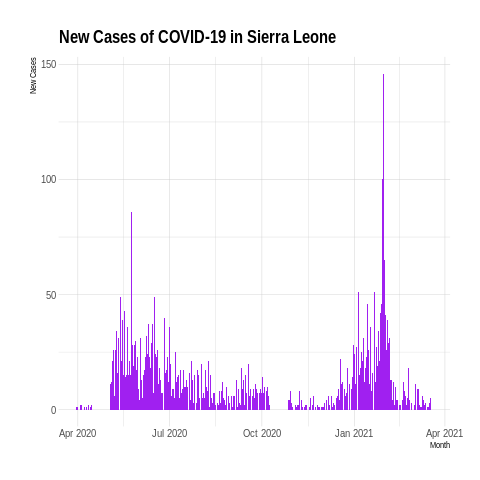 New Cases of COVID-19 in Sierra Leone
New Cases
150
100
50
0
Apr 2020
Jul 2020
Oct 2020
Jan 2021
Apr 2021
Month